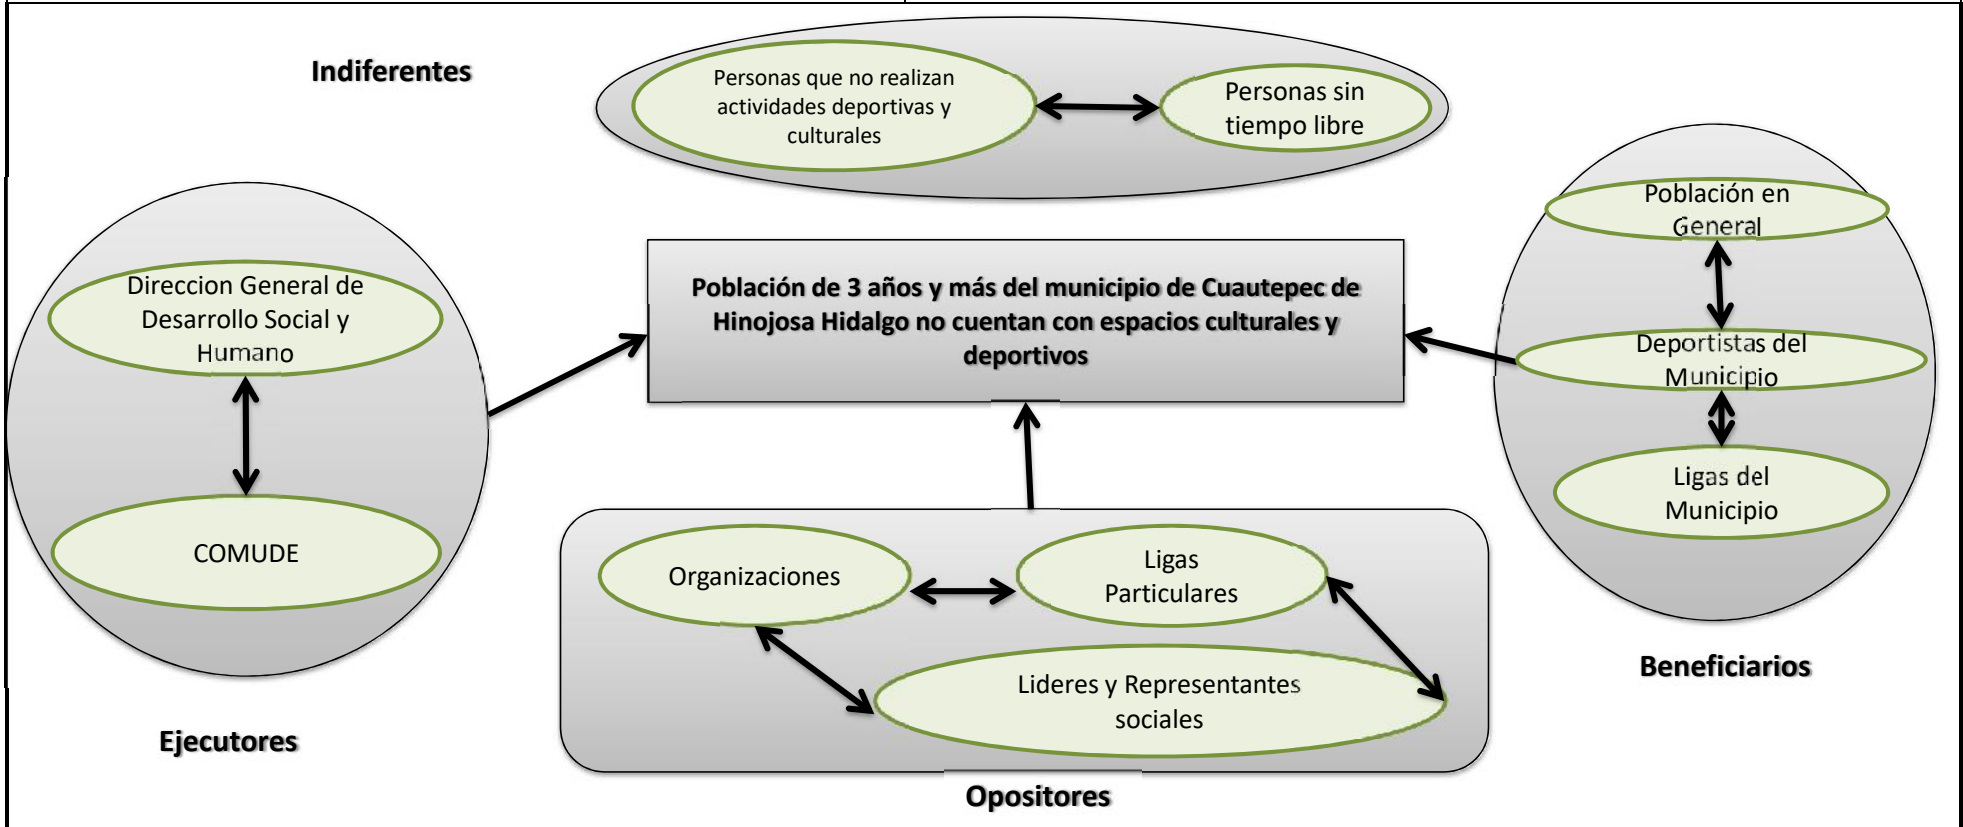 Indiferentes
Personas que no realizan
actividades deportivas y
culturales
Personas sin
tiempo libre
Dirección General de
Desarrollo Social y
Humano
COMUDE
Ejecutores
Población de 3 años y más del municipio de Cuautepec de
Hinojosa Hidalgo no cuentan con espacios culturales y
deportivos
Población en
General
Deportistas del
Municipio
Ligas del
Municipio
Beneficiarios
Organizaciones
Ligas
Particulares
Lideres y Representantes
sociales
Opositores